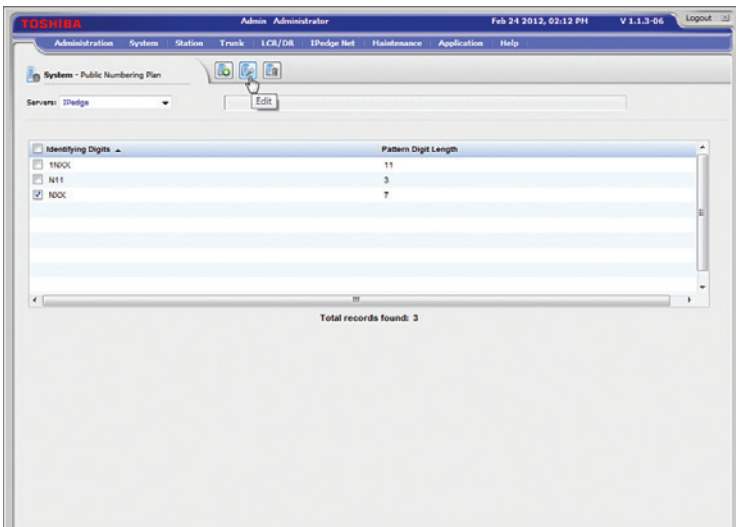 TOSHIBA Admin Administrator Feb 24 2012, 02:12 PM V 1.1.3-06 Logout
Administration System Station Trunk LCR/DR IPedge Net Maintenance Application Help
System - Public Numbering Plan
Edit
Servers: IPedge
Identifying Digits Pattern Digit Length
1NXX 11
N11 3
NXX 7
Total records found: 3